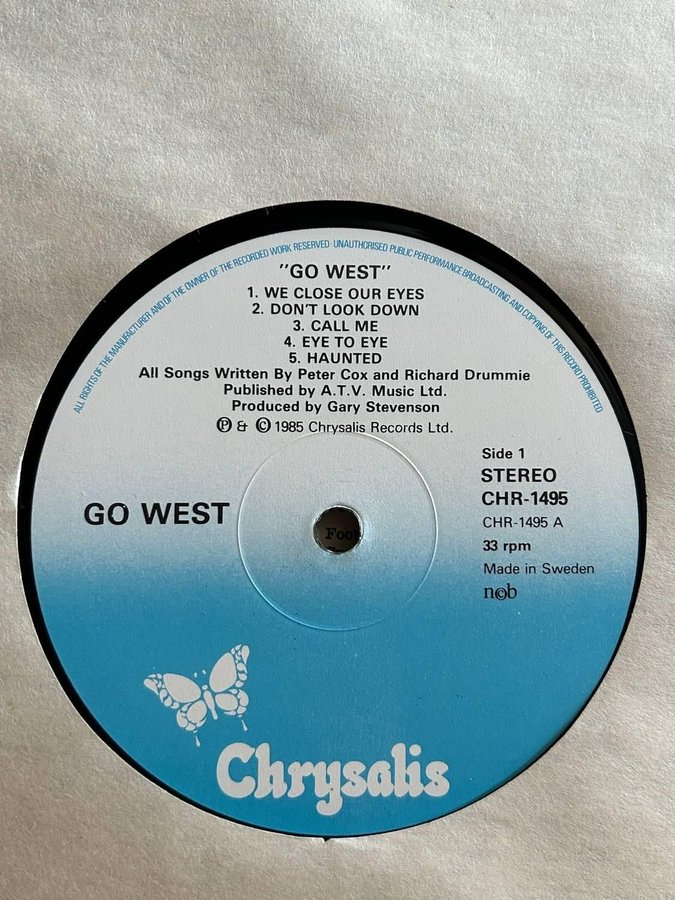 ALL RIGHTS OF THE MANUFACTURER AND OF THE OWNER OF THE RECORDED WORK RESERVED · UNAUTHORISED PUBLIC PERFORMANCE BROADCASTING AND COPYING OF THIS RECORD PROHIBITED
"GO WEST"
1. WE CLOSE OUR EYES
2. DON'T LOOK DOWN
3. CALL ME
4. EYE TO EYE
5. HAUNTED
All Songs Written By Peter Cox and Richard Drummie
Published by A.T.V. Music Ltd.
Produced by Gary Stevenson
Ⓟ & © 1985 Chrysalis Records Ltd.
Side 1
STEREO
CHR-1495
CHR-1495 A
33 rpm
Made in Sweden
n©b
GO WEST
Chrysalis